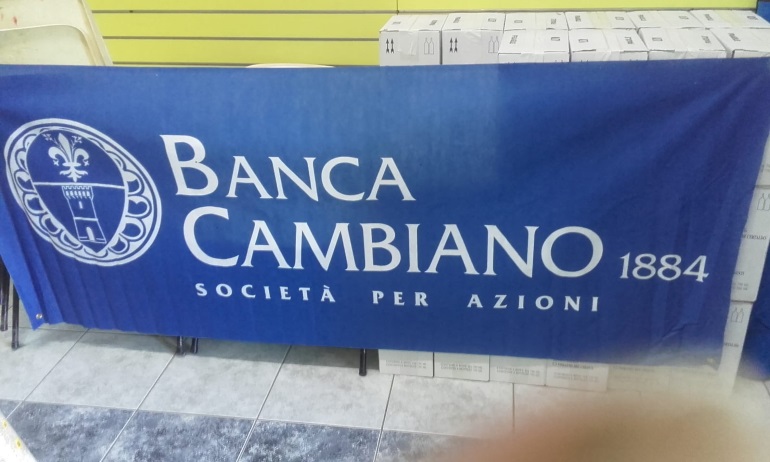 BANCA
CAMBIANO 1884
SOCIETÀ PER AZIONI